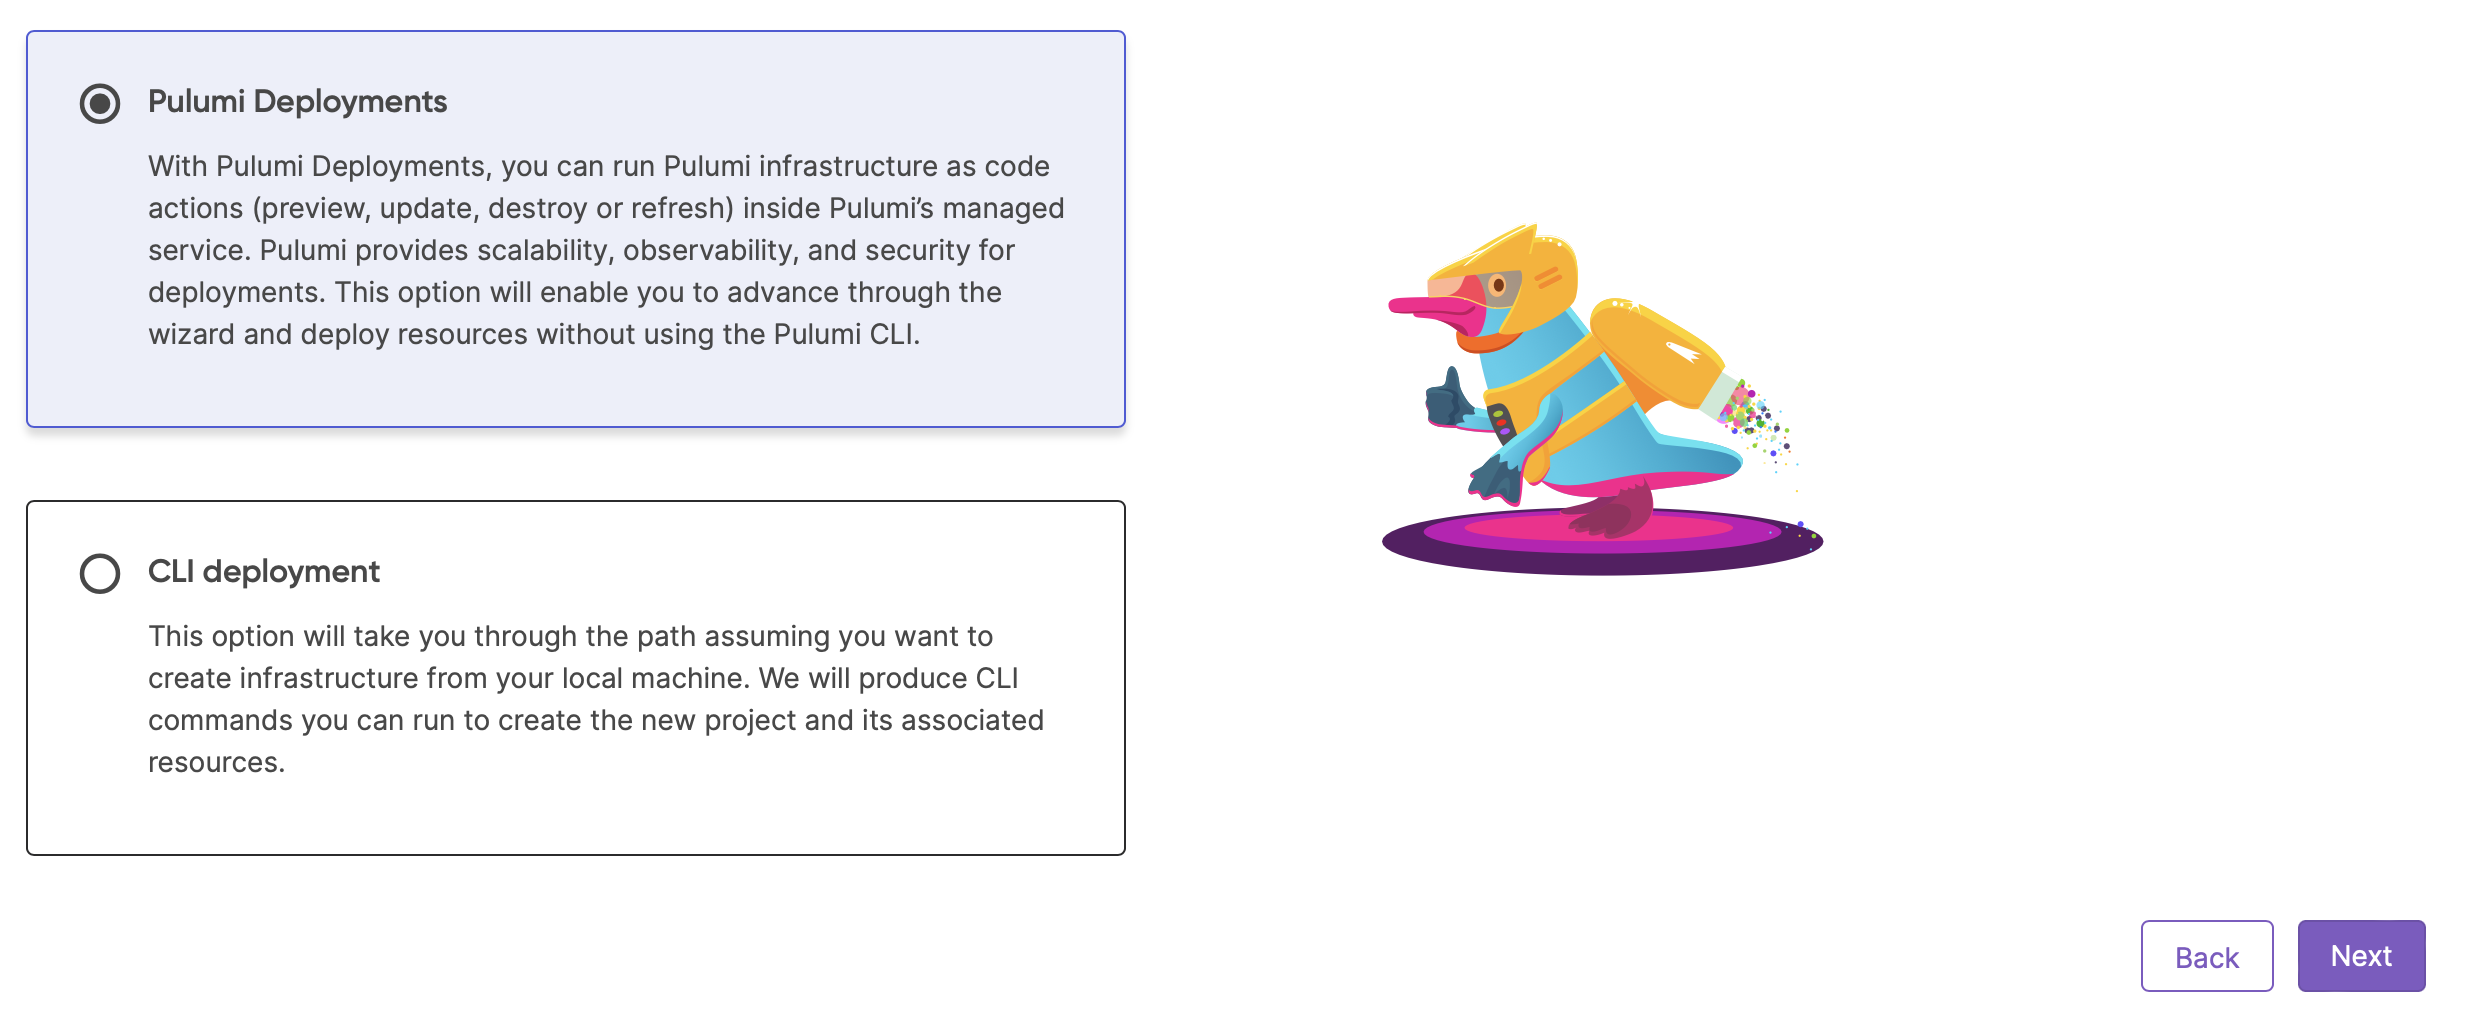 Pulumi Deployments
With Pulumi Deployments, you can run Pulumi infrastructure as code
actions (preview, update, destroy or refresh) inside Pulumi’s managed
service. Pulumi provides scalability, observability, and security for
deployments. This option will enable you to advance through the
wizard and deploy resources without using the Pulumi CLI.
CLI deployment
This option will take you through the path assuming you want to
create infrastructure from your local machine. We will produce CLI
commands you can run to create the new project and its associated
resources.
Back
Next